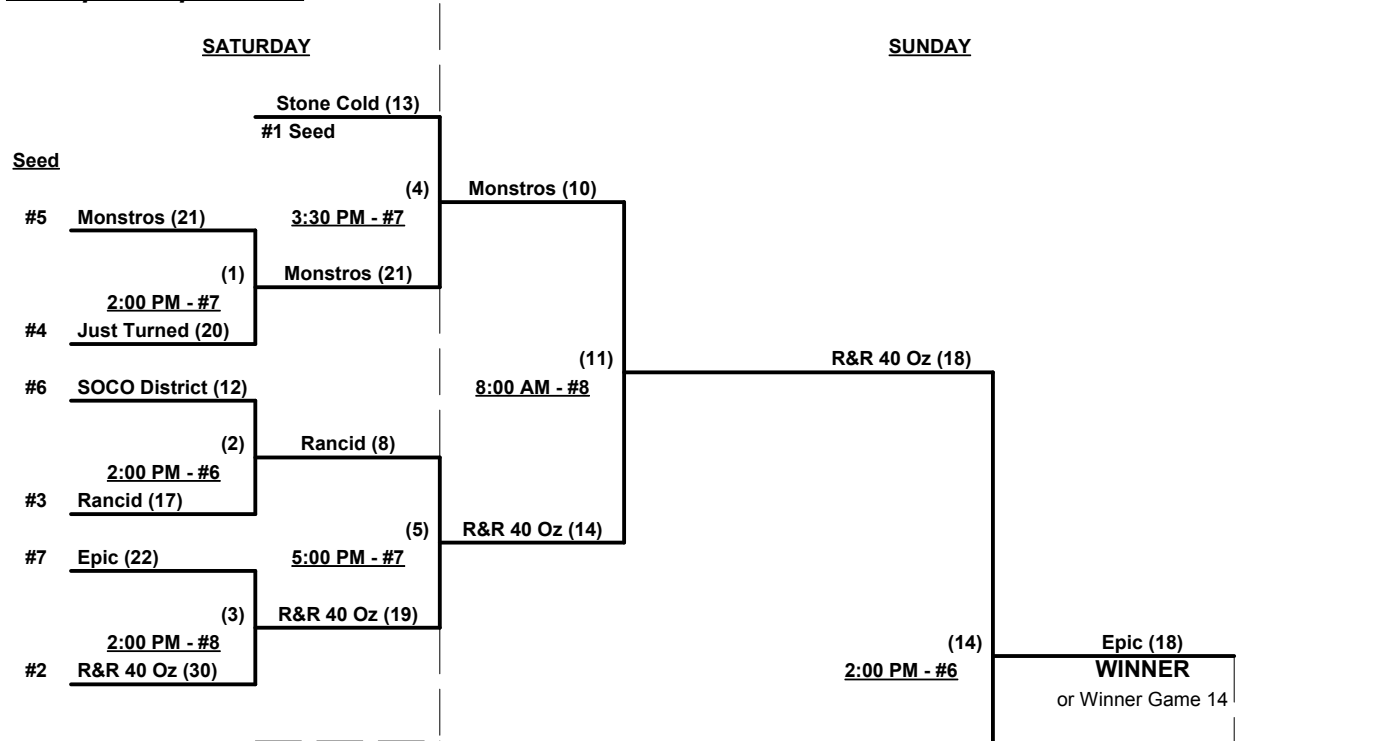 SATURDAY
SUNDAY
Stone Cold (13)
#1 Seed
Seed
(4)
Monstros (10)
#5
Monstros (21)
3:30 PM - #7
(1)
Monstros (21)
2:00 PM - #7
#4
Just Turned (20)
(11)
R&R 40 Oz (18)
#6
SOCO District (12)
8:00 AM - #8
(2)
Rancid (8)
2:00 PM - #6
#3
Rancid (17)
(5)
R&R 40 Oz (14)
#7
Epic (22)
5:00 PM - #7
(3)
R&R 40 Oz (19)
2:00 PM - #8
(14)
Epic (18)
#2
R&R 40 Oz (30)
2:00 PM - #6
WINNER
or Winner Game 14